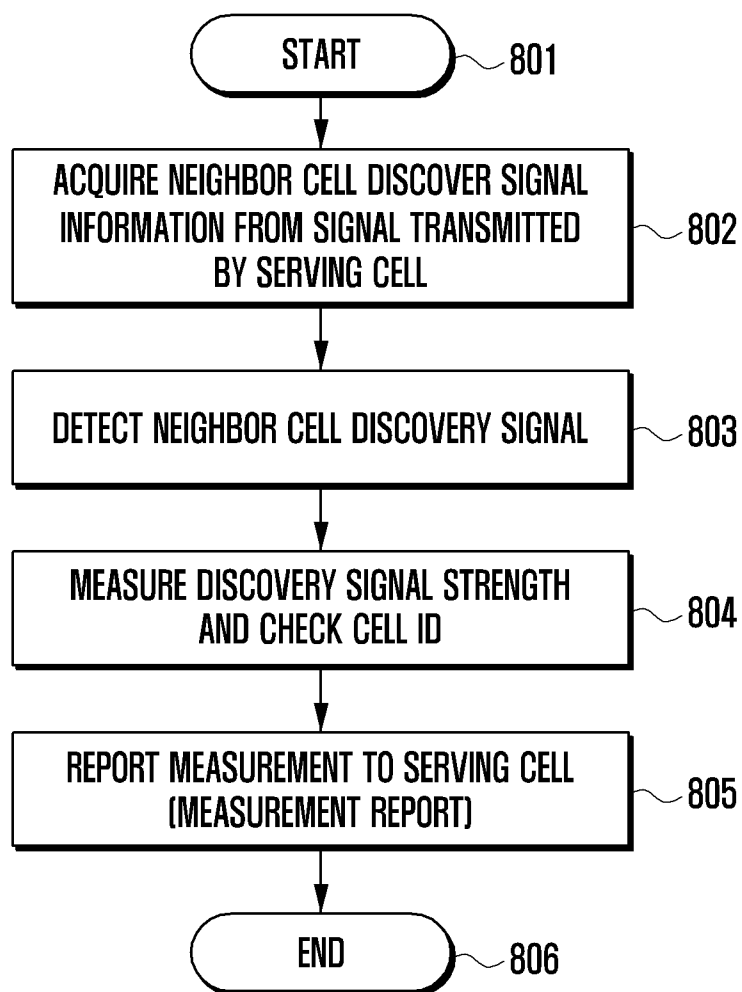 START
801
ACQUIRE NEIGHBOR CELL DISCOVER SIGNAL
INFORMATION FROM SIGNAL TRANSMITTED
BY SERVING CELL
802
DETECT NEIGHBOR CELL DISCOVERY SIGNAL
803
MEASURE DISCOVERY SIGNAL STRENGTH
AND CHECK CELL ID
804
REPORT MEASUREMENT TO SERVING CELL
(MEASUREMENT REPORT)
805
END
806